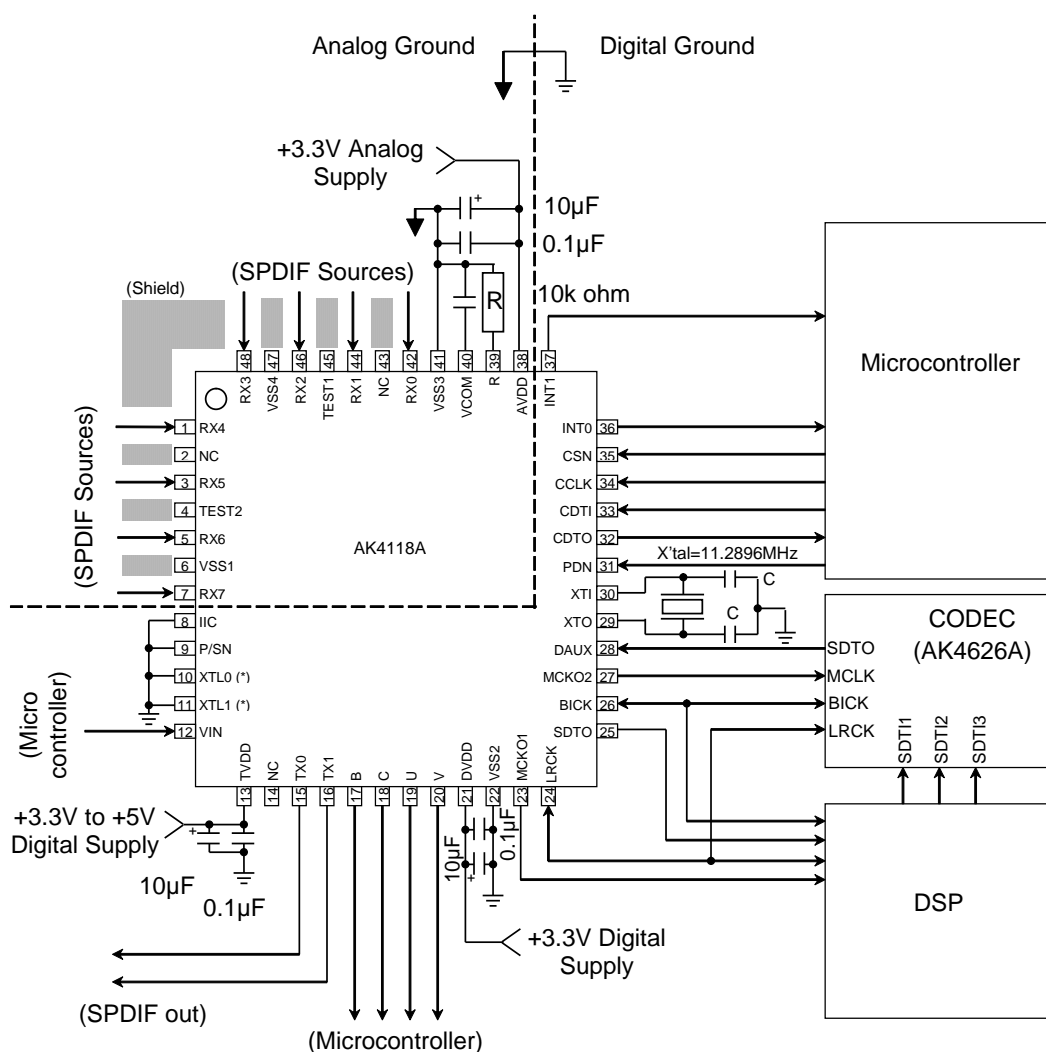 Analog Ground
Digital Ground
+3.3V Analog
Supply
+
10µF
0.1µF
(SPDIF Sources)
(Shield)
R
10k ohm
48
47
46
45
44
43
42
41
40
39
38
37
RX3
VSS4
RX2
TEST1
RX1
NC
RX0
VSS3
VCOM
R
AVDD
INT1
Microcontroller
(SPDIF Sources)
1 RX4
2 NC
3 RX5
4 TEST2
5 RX6
6 VSS1
7 RX7
8 IIC
9 P/SN
10 XTL0 (*)
11 XTL1 (*)
12 VIN
AK4118A
INT0 36
CSN 35
CCLK 34
CDTI 33
CDTO 32
PDN 31
XTI 30
XTO 29
DAUX 28
MCKO2 27
BICK 26
SDTO 25
X'tal=11.2896MHz
C
C
CODEC
(AK4626A)
SDTO
MCLK
BICK
LRCK
SDTI1
SDTI2
SDTI3
(Micro
controller)
TVDD
NC
TX0
TX1
B
C
U
V
DVDD
VSS2
MCKO1
LRCK
13
14
15
16
17
18
19
20
21
22
23
24
+3.3V to +5V
Digital Supply
+
10µF
0.1µF
10µF
+
0.1µF
+3.3V Digital
Supply
DSP
(SPDIF out)
(Microcontroller)